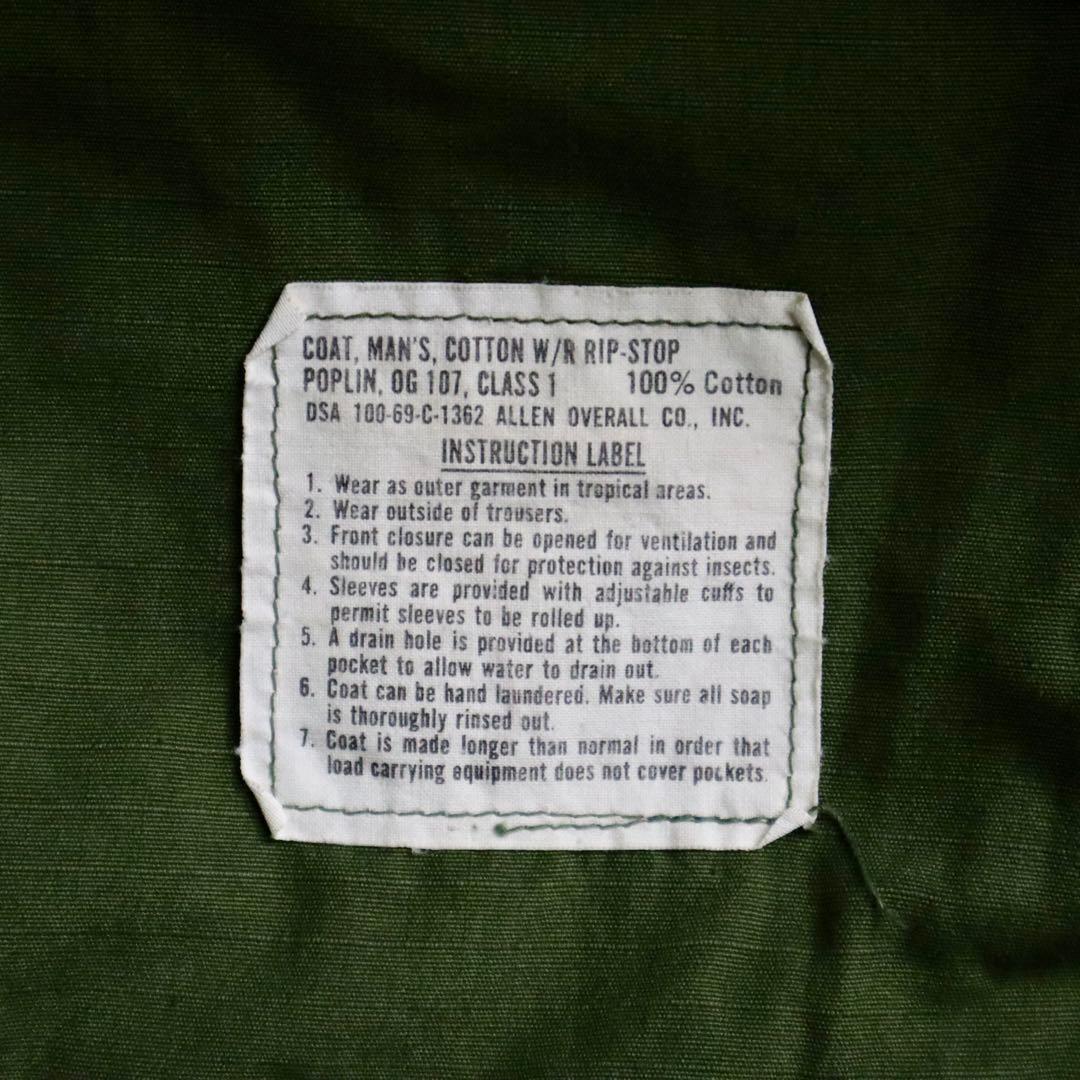 COAT, MAN'S, COTTON W/R RIP-STOP
POPLIN, OG 107, CLASS 1 100% Cotton
DSA 100-69-C-1362 ALLEN OVERALL CO., INC.
INSTRUCTION LABEL
1. Wear as outer garment in tropical areas.
2. Wear outside of trousers.
3. Front closure can be opened for ventilation and
should be closed for protection against insects.
4. Sleeves are provided with adjustable cuffs to
permit sleeves to be rolled up.
5. A drain hole is provided at the bottom of each
pocket to allow water to drain out.
6. Coat can be hand laundered. Make sure all soap
is thoroughly rinsed out.
7. Coat is made longer than normal in order that
load carrying equipment does not cover pockets.